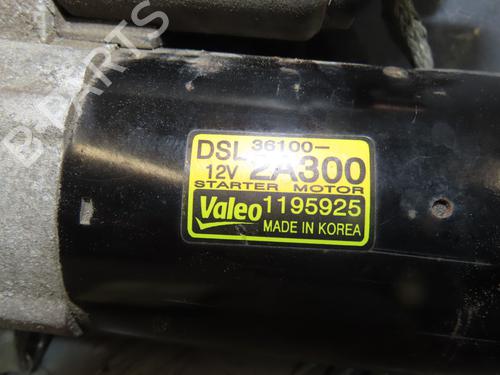 B PARTS
DSL 36100-
12V 2A300
STARTER MOTOR
Valeo 1195925
MADE IN KOREA